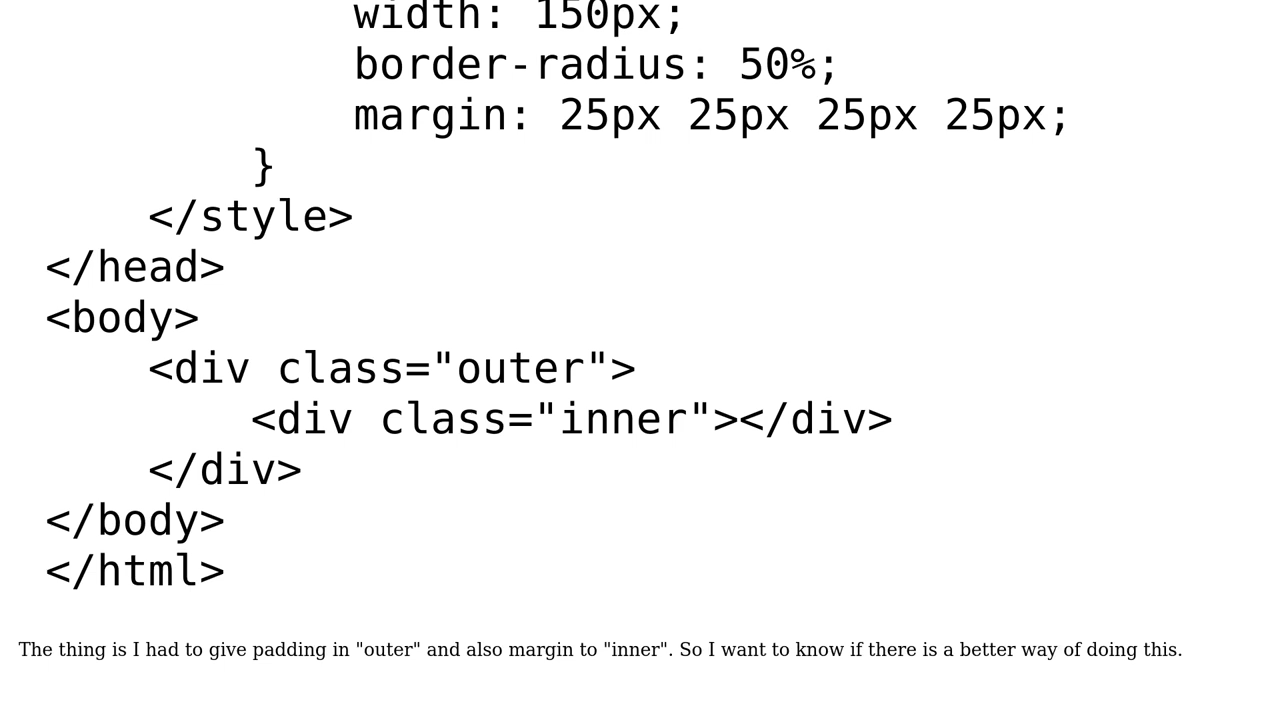 width: 150px;
border-radius: 50%;
margin: 25px 25px 25px 25px;
}
</style>
</head>
<body>
<div class="outer">
<div class="inner"></div>
</div>
</body>
</html>
The thing is I had to give padding in "outer" and also margin to "inner". So I want to know if there is a better way of doing this.